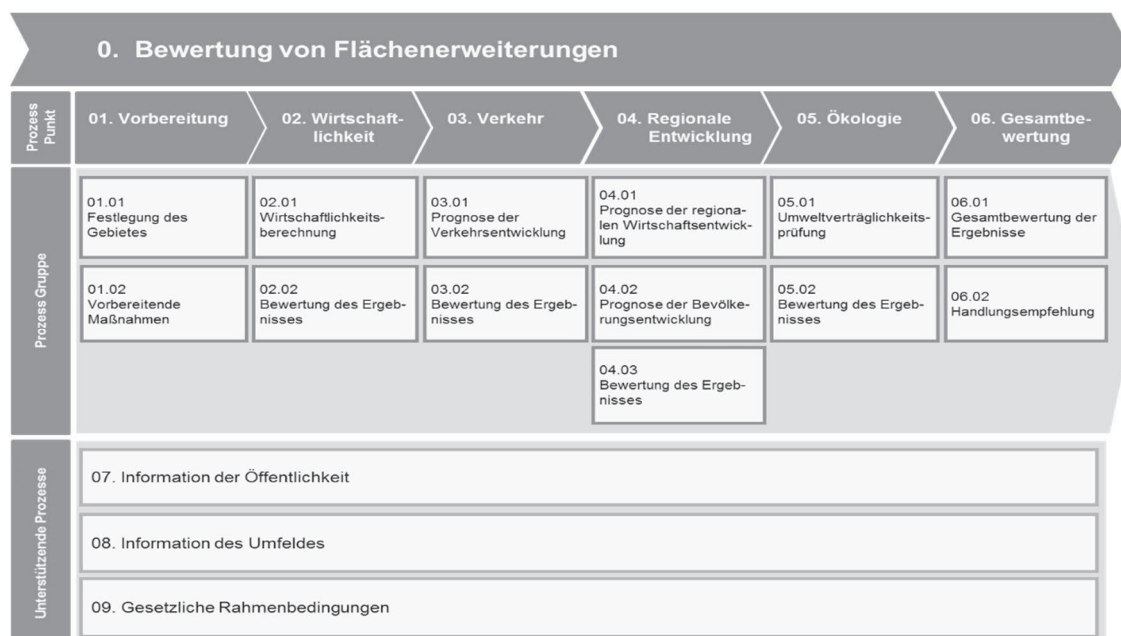 0. Bewertung von Flächenerweiterungen
Prozess
Punkt
01. Vorbereitung
02. Wirtschaft-
lichkeit
03. Verkehr
04. Regionale
Entwicklung
05. Ökologie
06. Gesamtbe-
wertung
Prozess Gruppe
01.01
Festlegung des
Gebietes
02.01
Wirtschaftlichkeits-
berechnung
03.01
Prognose der
Verkehrsentwicklung
04.01
Prognose der regiona-
len Wirtschaftsentwick-
lung
05.01
Umweltverträglichkeits-
prüfung
06.01
Gesamtbewertung der
Ergebnisse
01.02
Vorbereitende
Maßnahmen
02.02
Bewertung des Ergeb-
nisses
03.02
Bewertung des Ergeb-
nisses
04.02
Prognose der Bevölke-
rungsentwicklung
05.02
Bewertung des Ergeb-
nisses
06.02
Handlungsempfehlung
04.03
Bewertung des Ergeb-
nisses
Unterstützende Prozesse
07. Information der Öffentlichkeit
08. Information des Umfeldes
09. Gesetzliche Rahmenbedingungen